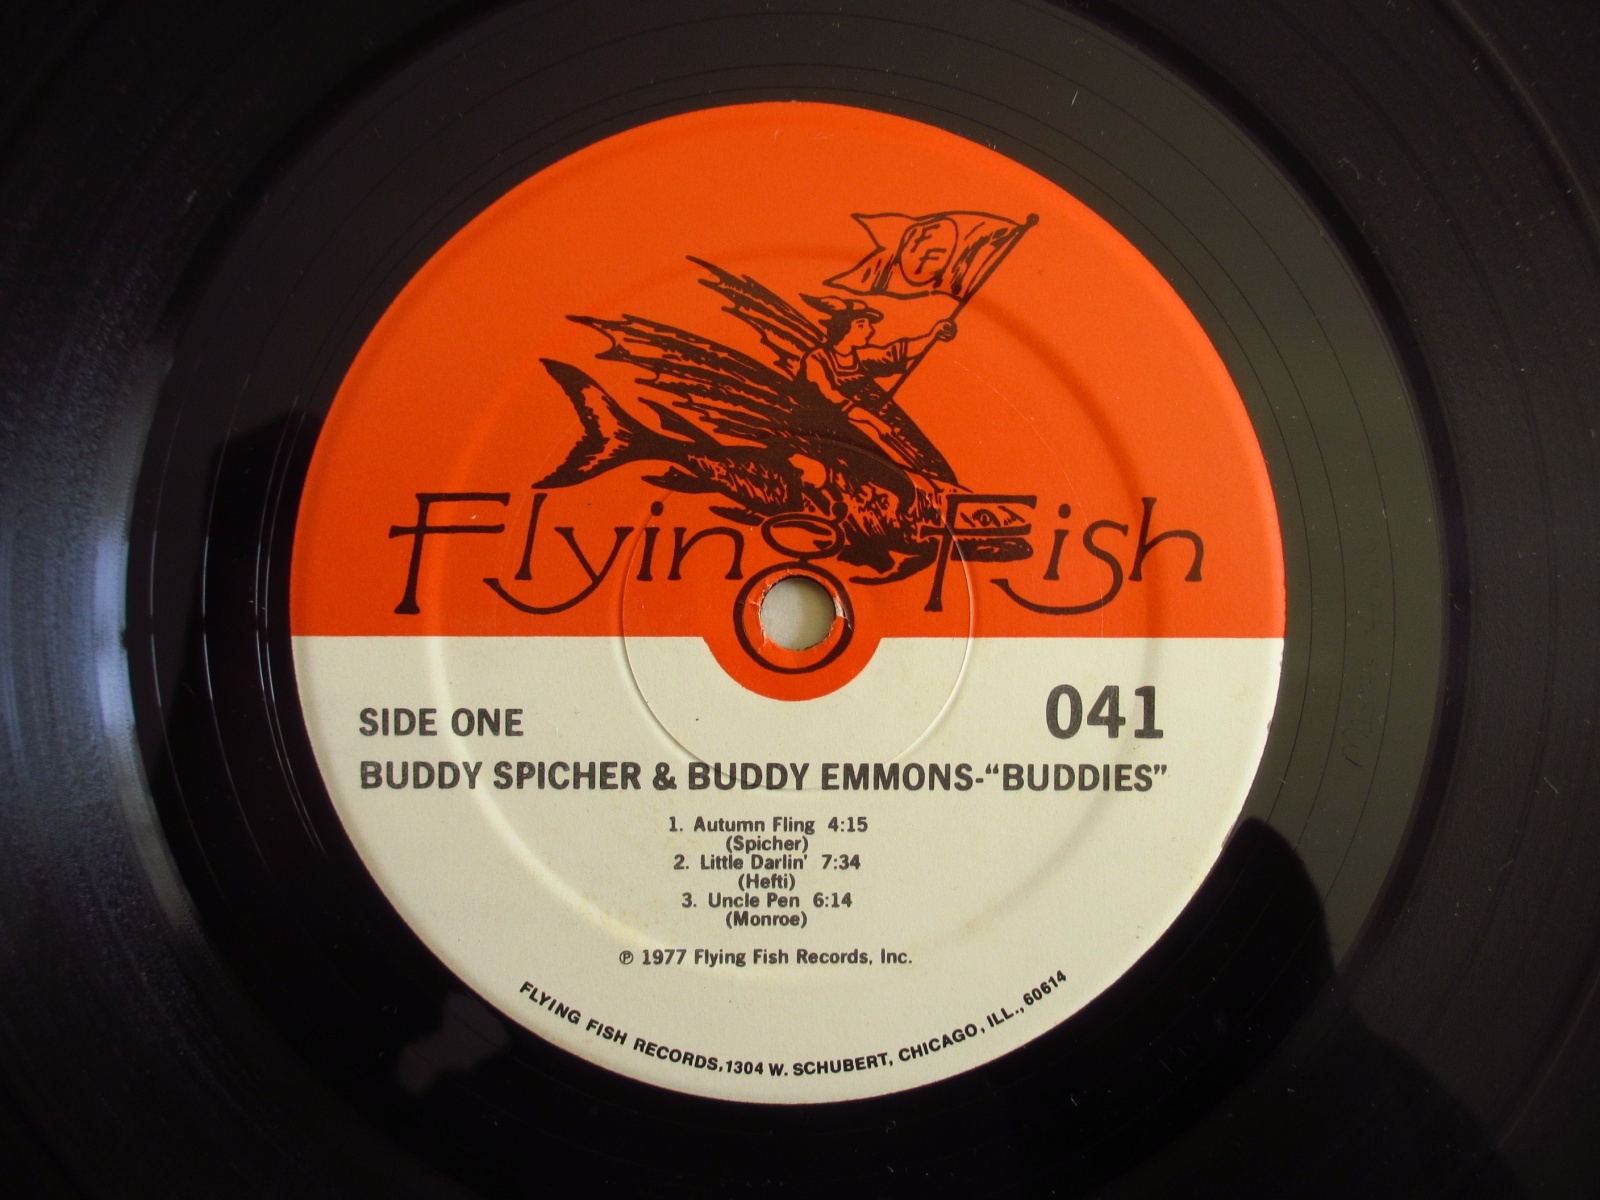 F
F
Flying Fish
SIDE ONE
041
BUDDY SPICHER & BUDDY EMMONS-“BUDDIES”
1. Autumn Fling 4:15
(Spicher)
2. Little Darlin' 7:34
(Hefti)
3. Uncle Pen 6:14
(Monroe)
℗ 1977 Flying Fish Records, Inc.
FLYING FISH RECORDS,1304 W. SCHUBERT, CHICAGO, ILL., 60614